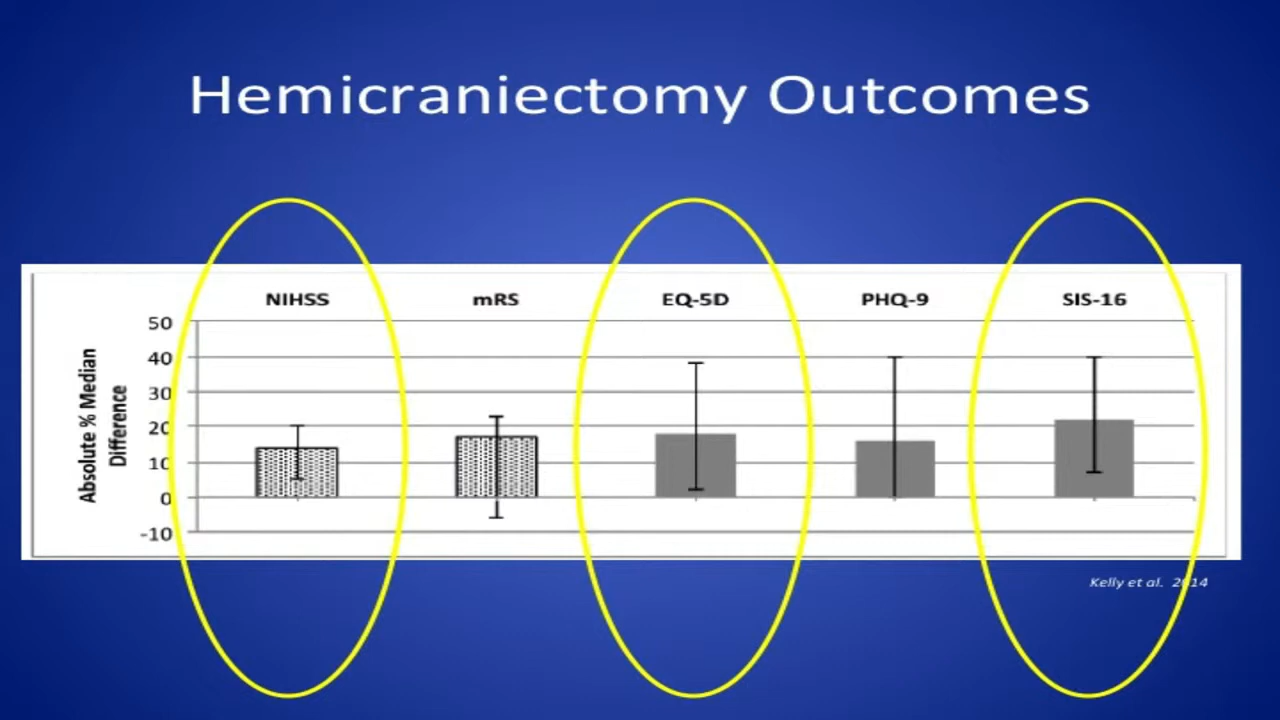 Hemicraniectomy Outcomes
NIHSS mRS EQ-5D PHQ-9 SIS-16
Absolute % Median
Difference
50
40
30
20
10
0
-10
Kelly et al. 2014